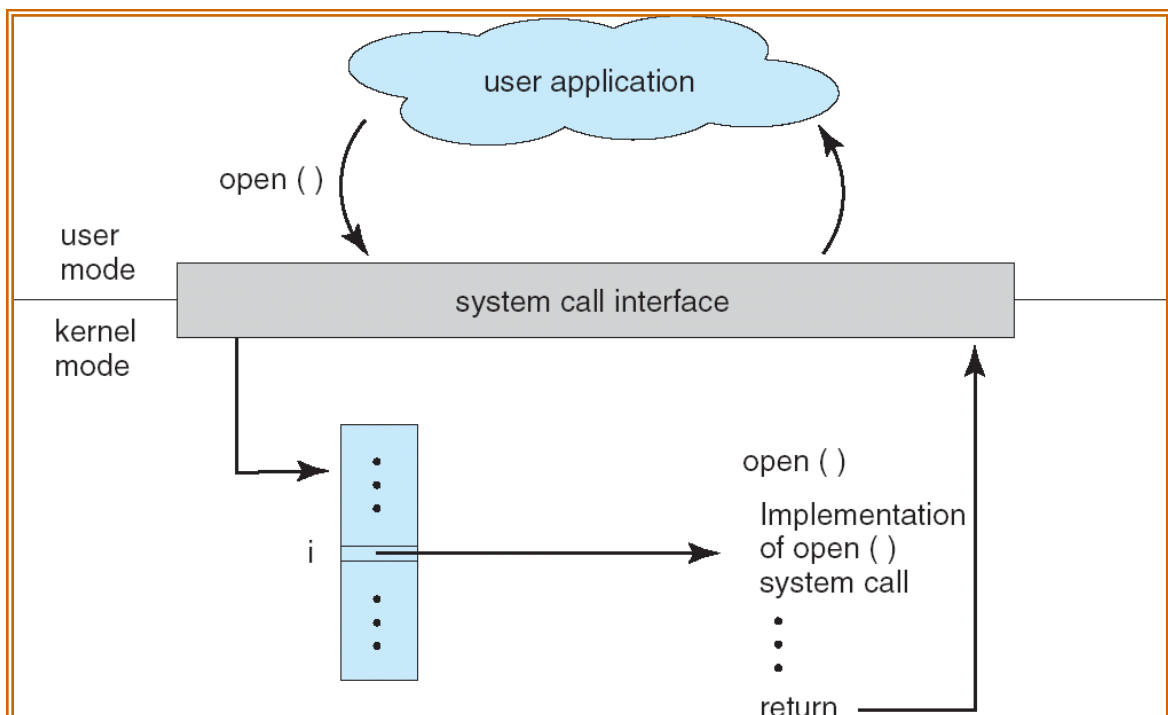 user application
open ( )
user
mode
system call interface
kernel
mode
open ( )
Implementation
i
of open ( )
system call
return